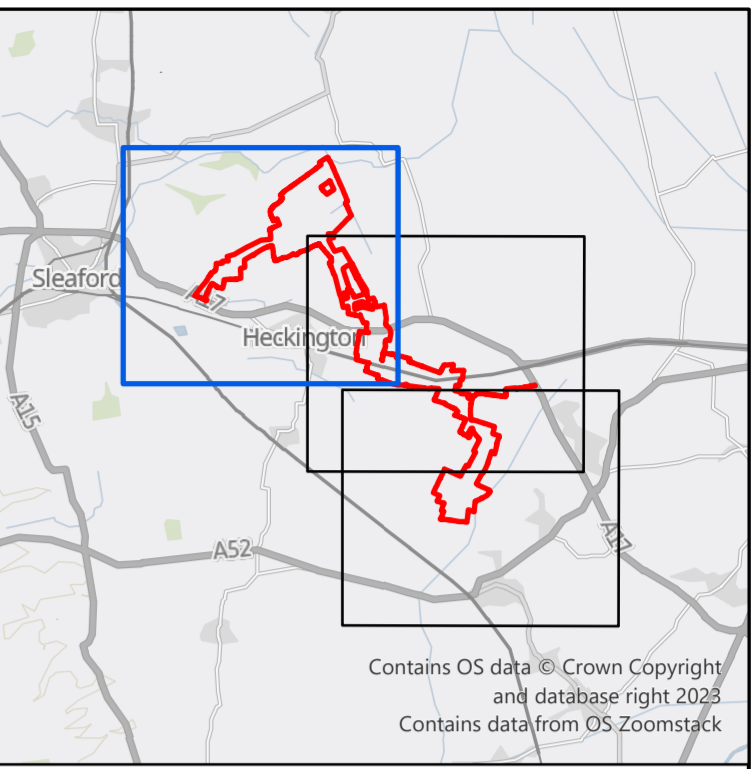 Sleaford
A17
Heckington
A15
A52
A17
Contains OS data © Crown Copyright
and database right 2023
Contains data from OS Zoomstack